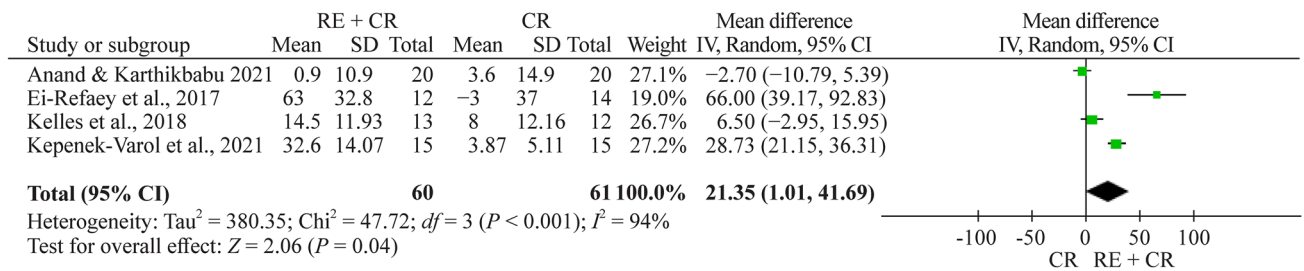 RE + CR CR Mean difference Mean difference
Study or subgroup Mean SD Total Mean SD Total Weight IV, Random, 95% CI IV, Random, 95% CI
Anand & Karthikbabu 2021 0.9 10.9 20 3.6 14.9 20 27.1% −2.70 (−10.79, 5.39)
Ei-Refaey et al., 2017 63 32.8 12 −3 37 14 19.0% 66.00 (39.17, 92.83)
Kelles et al., 2018 14.5 11.93 13 8 12.16 12 26.7% 6.50 (−2.95, 15.95)
Kepenek-Varol et al., 2021 32.6 14.07 15 3.87 5.11 15 27.2% 28.73 (21.15, 36.31)
Total (95% CI) 60 61 100.0% 21.35 (1.01, 41.69)
Heterogeneity: Tau² = 380.35; Chi² = 47.72; df = 3 (P < 0.001); I² = 94%
Test for overall effect: Z = 2.06 (P = 0.04)
-100 -50 0 50 100
CR RE + CR